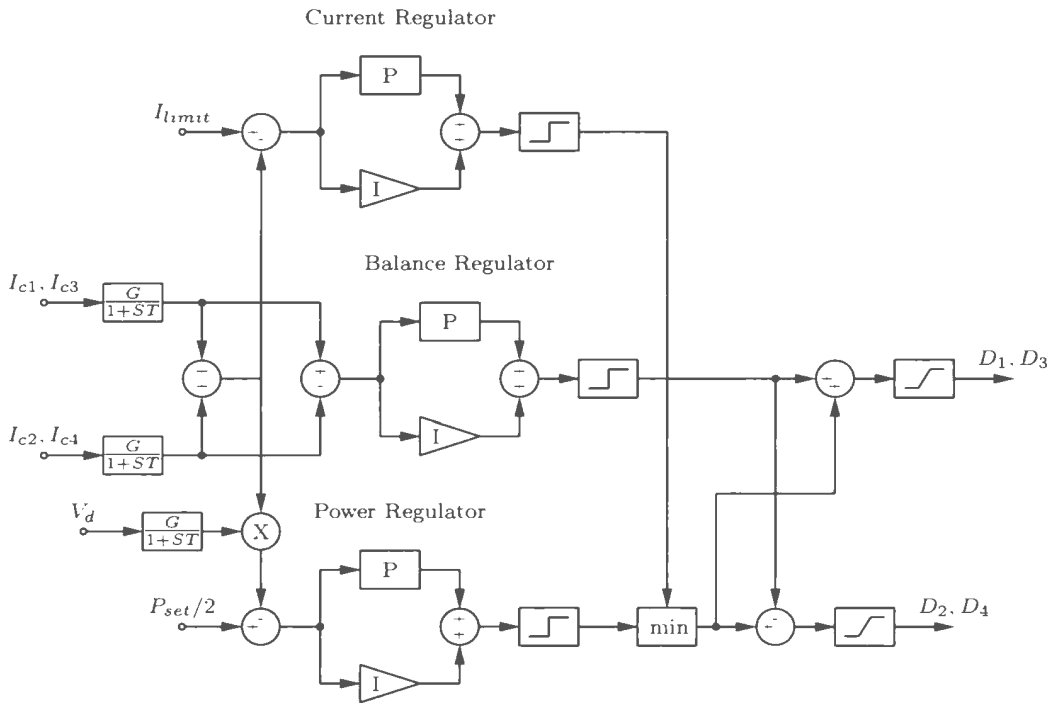 Current Regulator
P
I_limit
I
Balance Regulator
I_c1, I_c3
G
1+ST
P
D_1, D_3
I_c2, I_c4
G
1+ST
I
V_d
G
1+ST
X
Power Regulator
P
P_set/2
min
D_2, D_4
I